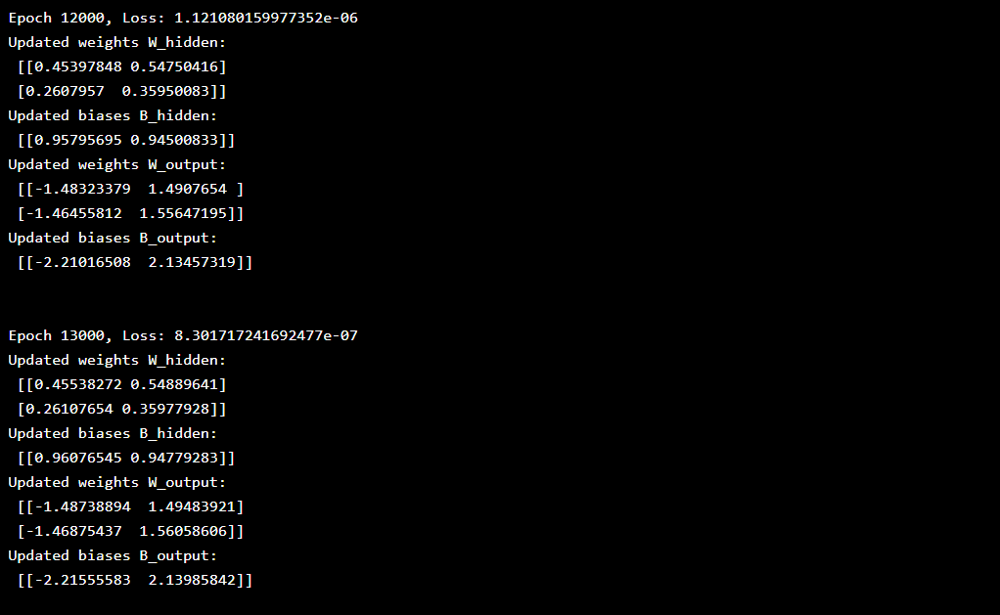 Epoch 12000, Loss: 1.121080159977352e-06
Updated weights W_hidden:
[[0.45397848 0.54750416]
[0.2607957  0.35950083]]
Updated biases B_hidden:
[[0.95795695 0.94500833]]
Updated weights W_output:
[[-1.48323379  1.4907654 ]
[-1.46455812  1.55647195]]
Updated biases B_output:
[[-2.21016508  2.13457319]]
Epoch 13000, Loss: 8.301717241692477e-07
Updated weights W_hidden:
[[0.45538272 0.54889641]
[0.26107654 0.35977928]]
Updated biases B_hidden:
[[0.96076545 0.94779283]]
Updated weights W_output:
[[-1.48738894  1.49483921]
[-1.46875437  1.56058606]]
Updated biases B_output:
[[-2.21555583  2.13985842]]